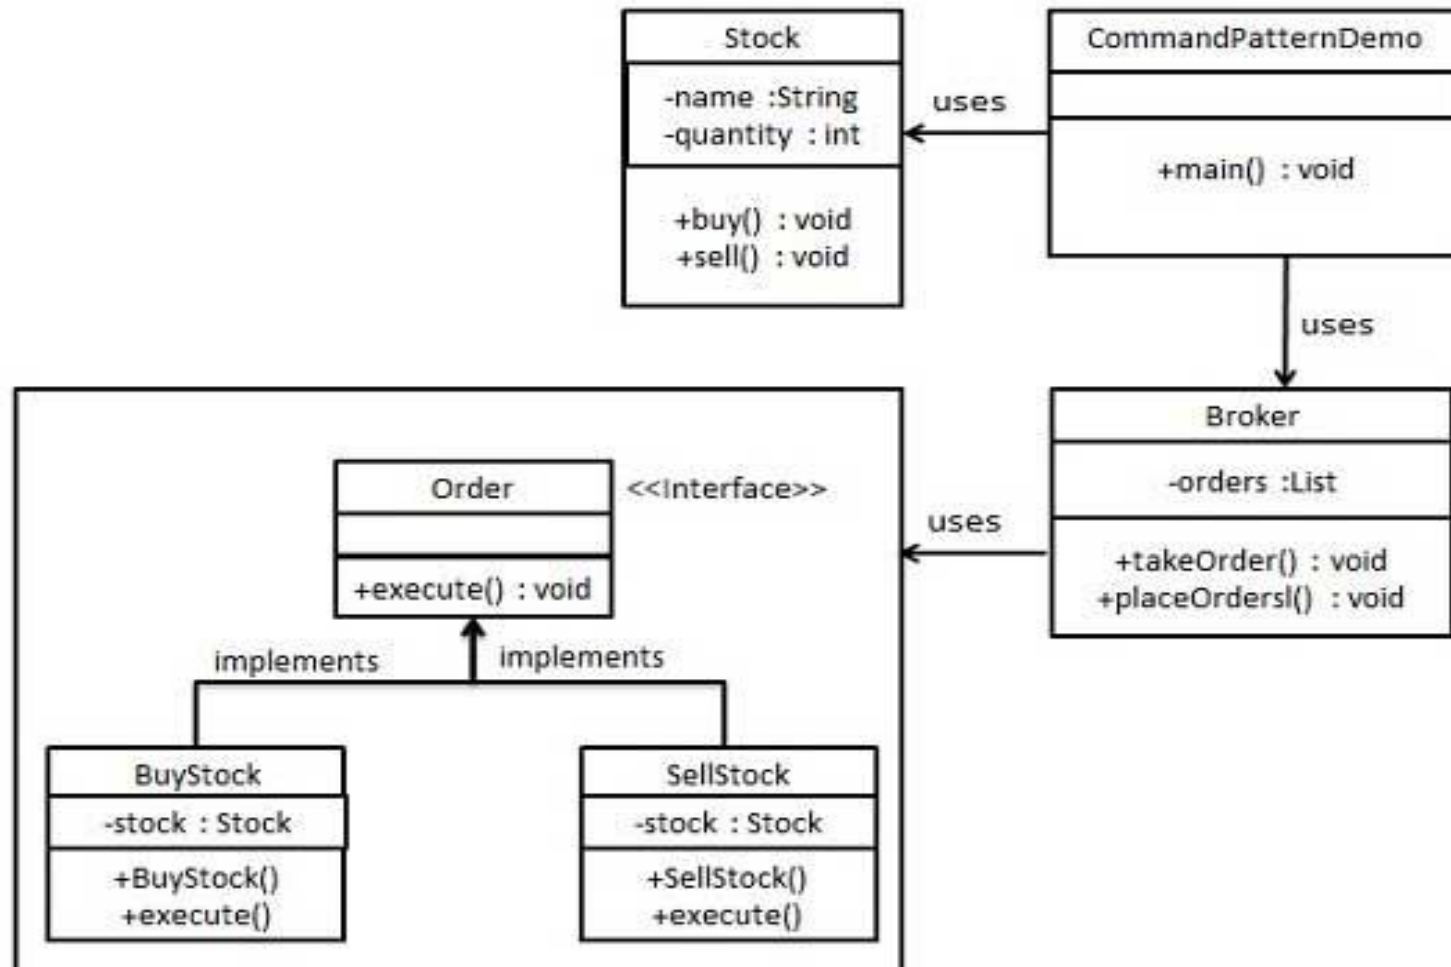 Stock
-name :String
-quantity : int
+buy() : void
+sell() : void
uses
CommandPatternDemo
+main() : void
uses
Broker
-orders :List
+takeOrder() : void
+placeOrdersl() : void
uses
Order
<<Interface>>
+execute() : void
implements
implements
BuyStock
-stock : Stock
+BuyStock()
+execute()
SellStock
-stock : Stock
+SellStock()
+execute()